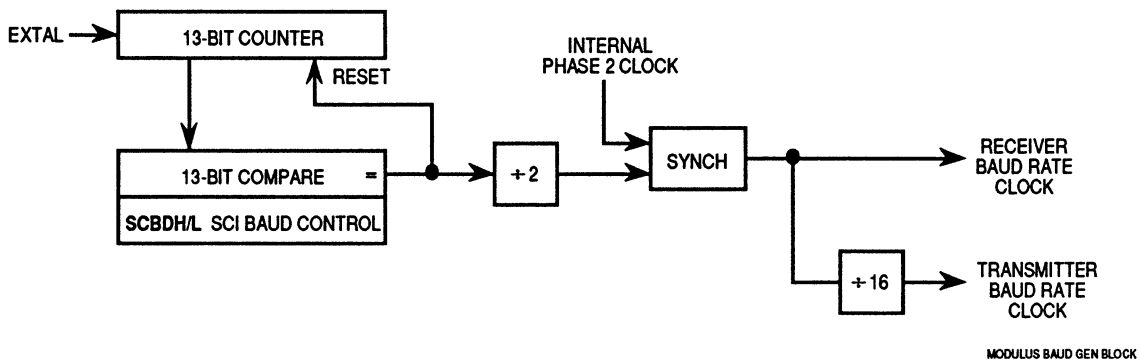 EXTAL
13-BIT COUNTER
RESET
INTERNAL
PHASE 2 CLOCK
13-BIT COMPARE =
SCBDH/L SCI BAUD CONTROL
÷2
SYNCH
RECEIVER
BAUD RATE
CLOCK
÷16
TRANSMITTER
BAUD RATE
CLOCK
MODULUS BAUD GEN BLOCK